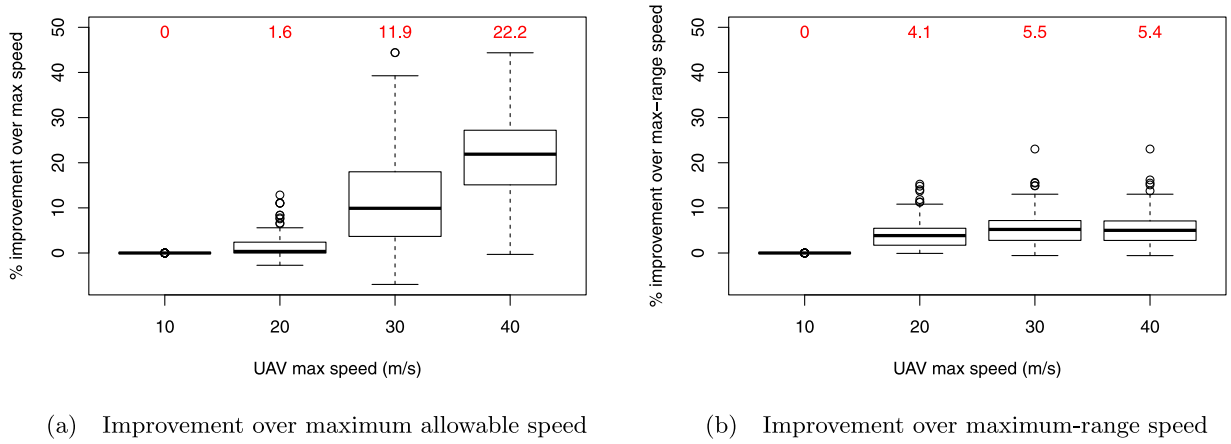 0 1.6 11.9 22.2
50
40
30
20
10
0
% improvement over max speed
10 20 30 40
UAV max speed (m/s)
(a) Improvement over maximum allowable speed
0 4.1 5.5 5.4
50
40
30
20
10
0
% improvement over max−range speed
10 20 30 40
UAV max speed (m/s)
(b) Improvement over maximum-range speed